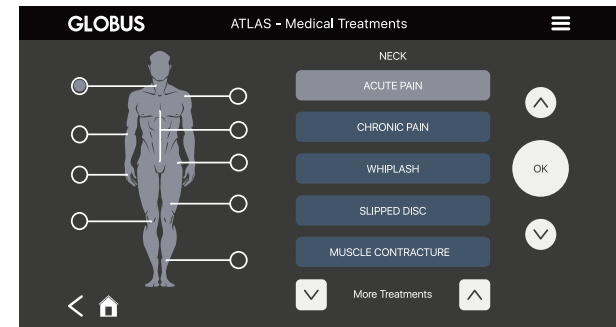 GLOBUS
ATLAS - Medical Treatments
NECK
ACUTE PAIN
CHRONIC PAIN
WHIPLASH
OK
SLIPPED DISC
MUSCLE CONTRACTURE
More Treatments